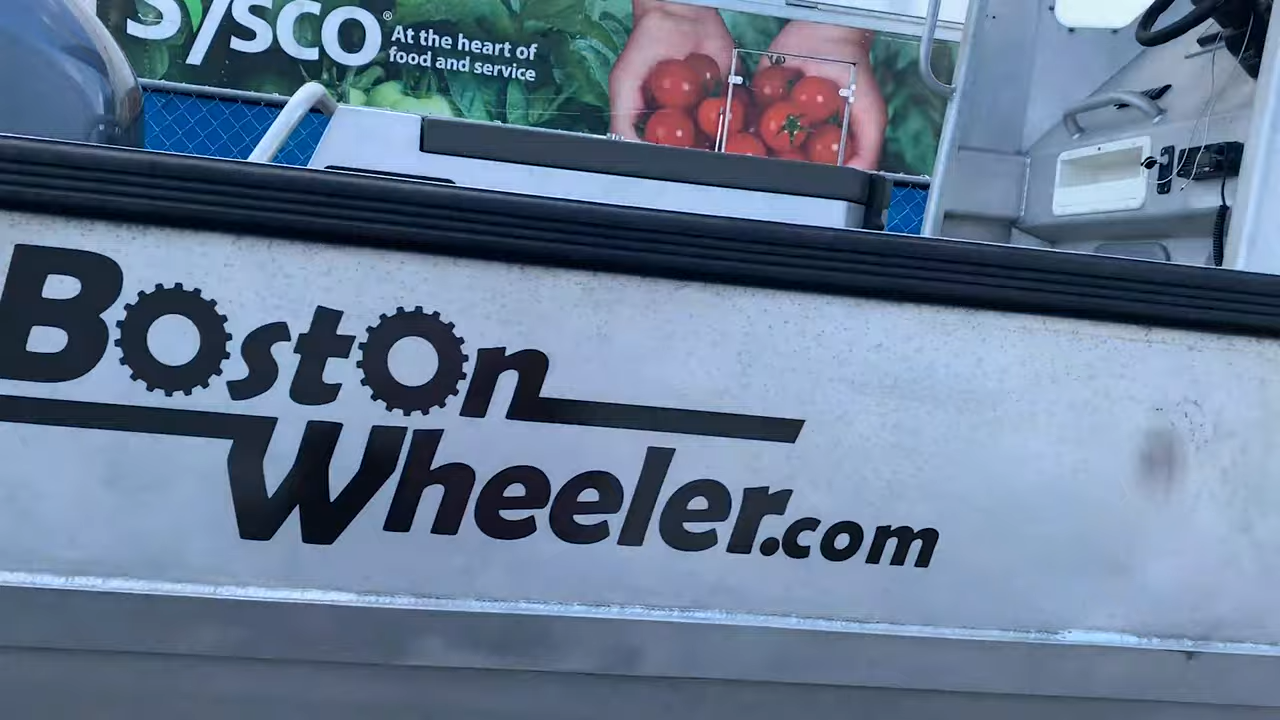 Sysco®
At the heart of
food and service
Boston
Wheeler.com